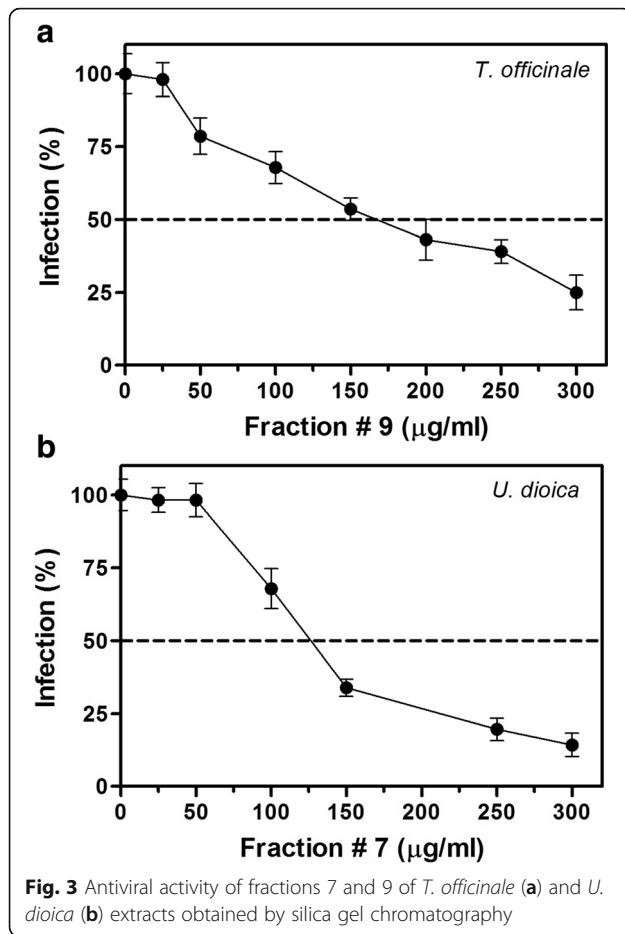 a
T. officinale
Infection (%)
100
75
50
25
0
0 50 100 150 200 250 300
Fraction # 9 (μg/ml)
b
U. dioica
Infection (%)
100
75
50
25
0
0 50 100 150 200 250 300
Fraction # 7 (μg/ml)
Fig. 3 Antiviral activity of fractions 7 and 9 of T. officinale (a) and U.
dioica (b) extracts obtained by silica gel chromatography